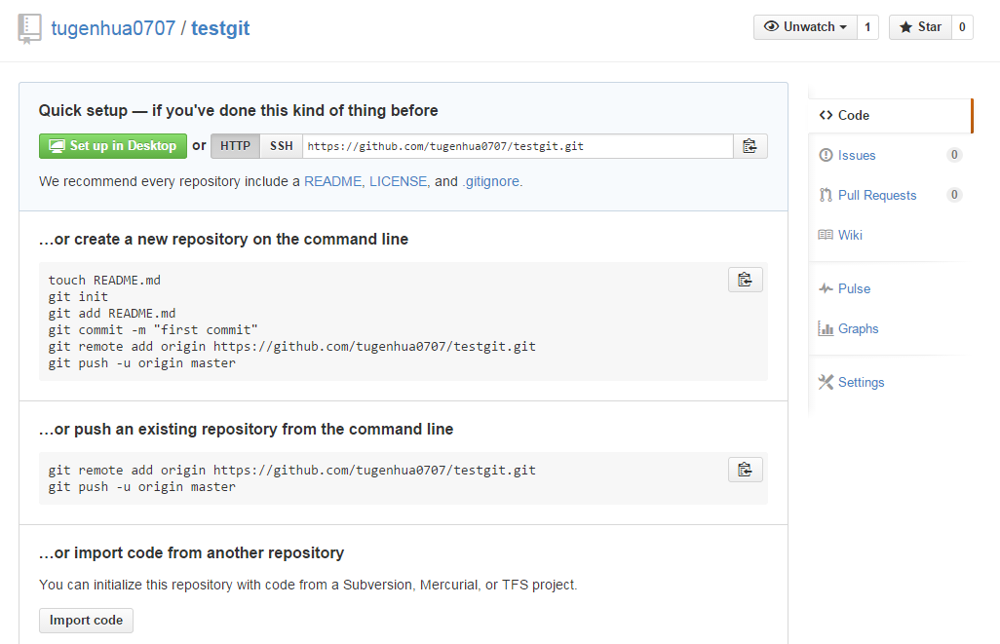 tugenhua0707 / testgit
Unwatch 1 Star 0
Quick setup — if you've done this kind of thing before
Set up in Desktop or HTTP SSH https://github.com/tugenhua0707/testgit.git
We recommend every repository include a README, LICENSE, and .gitignore.
…or create a new repository on the command line
touch README.md
git init
git add README.md
git commit -m "first commit"
git remote add origin https://github.com/tugenhua0707/testgit.git
git push -u origin master
…or push an existing repository from the command line
git remote add origin https://github.com/tugenhua0707/testgit.git
git push -u origin master
…or import code from another repository
You can initialize this repository with code from a Subversion, Mercurial, or TFS project.
Import code
Code
Issues 0
Pull Requests 0
Wiki
Pulse
Graphs
Settings